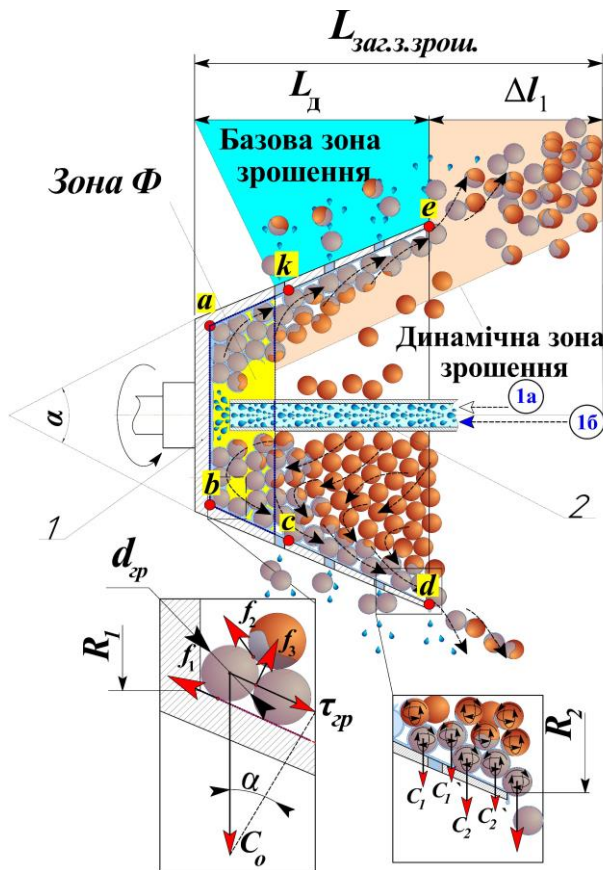 L заг.з.зрош.
L д
Δl 1
Базова зона
зрошення
Зона Ф
e
k
a
Динамічна зона
зрошення
α
1а
1б
b
c
1
2
d
d гр
R 1
f 1
f 2
f 3
τ гр
α
C o
R 2
C 1
C 1 `
C 2
C 2 `